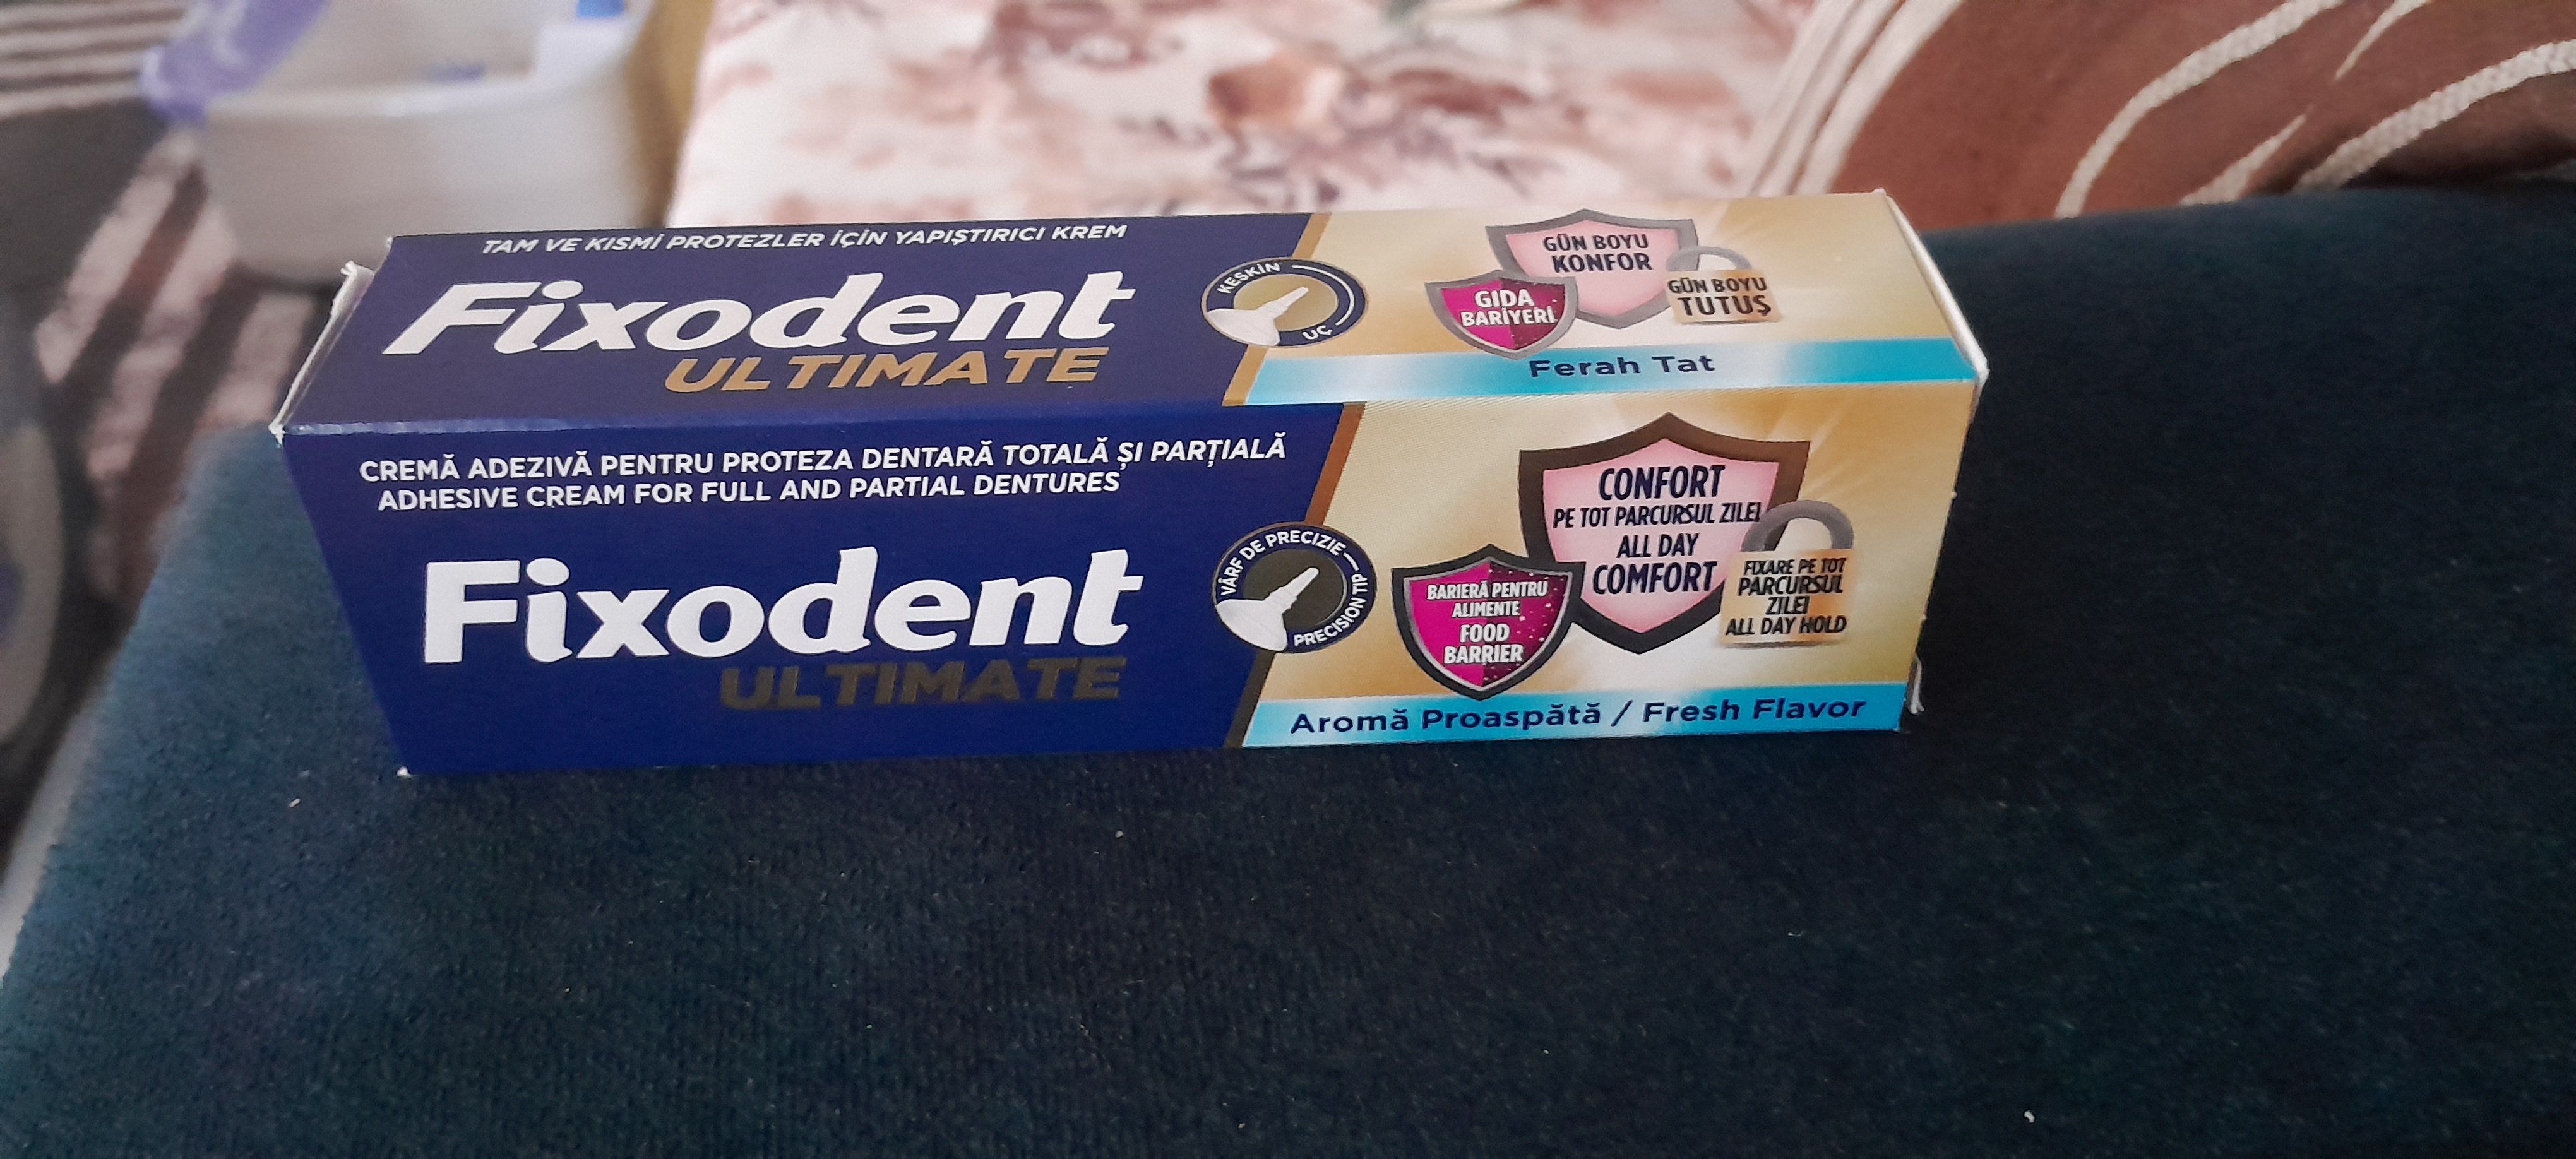 TAM VE KISMİ PROTEZLER İÇİN YAPIŞTIRICI KREM
Fixodent
ULTIMATE
KESKİN
UÇ
GÜN BOYU
KONFOR
GIDA
BARİYERİ
GÜN BOYU
TUTUŞ
Ferah Tat
CREMĂ ADEZIVĂ PENTRU PROTEZA DENTARĂ TOTALĂ ȘI PARȚIALĂ
ADHESIVE CREAM FOR FULL AND PARTIAL DENTURES
Fixodent
ULTIMATE
VÂRF DE PRECIZIE
PRECISION TIP
CONFORT
PE TOT PARCURSUL ZILEI
ALL DAY
COMFORT
BARIERĂ PENTRU
ALIMENTE
FOOD
BARRIER
FIXARE PE TOT
PARCURSUL
ZILEI
ALL DAY HOLD
Aromă Proaspătă / Fresh Flavor